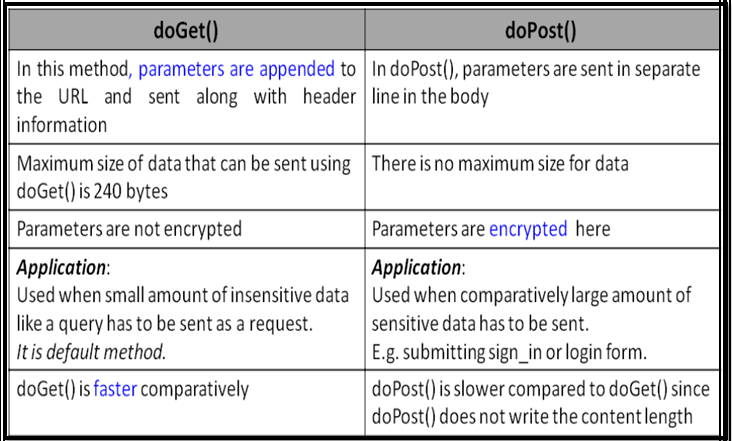 doGet()
doPost()
In this method, parameters are appended to
the URL and sent along with header
information
In doPost(), parameters are sent in separate
line in the body
Maximum size of data that can be sent using
doGet() is 240 bytes
There is no maximum size for data
Parameters are not encrypted
Parameters are encrypted here
Application:
Used when small amount of insensitive data
like a query has to be sent as a request.
It is default method.
Application:
Used when comparatively large amount of
sensitive data has to be sent.
E.g. submitting sign_in or login form.
doGet() is faster comparatively
doPost() is slower compared to doGet() since
doPost() does not write the content length